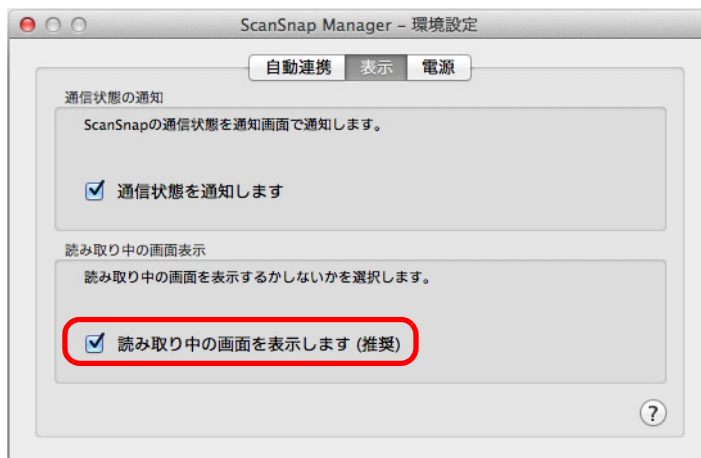 ScanSnap Manager – 環境設定
自動連携 表示 電源
通信状態の通知
ScanSnapの通信状態を通知画面で通知します。
通信状態を通知します
読み取り中の画面表示
読み取り中の画面を表示するかしないかを選択します。
読み取り中の画面を表示します (推奨)
?